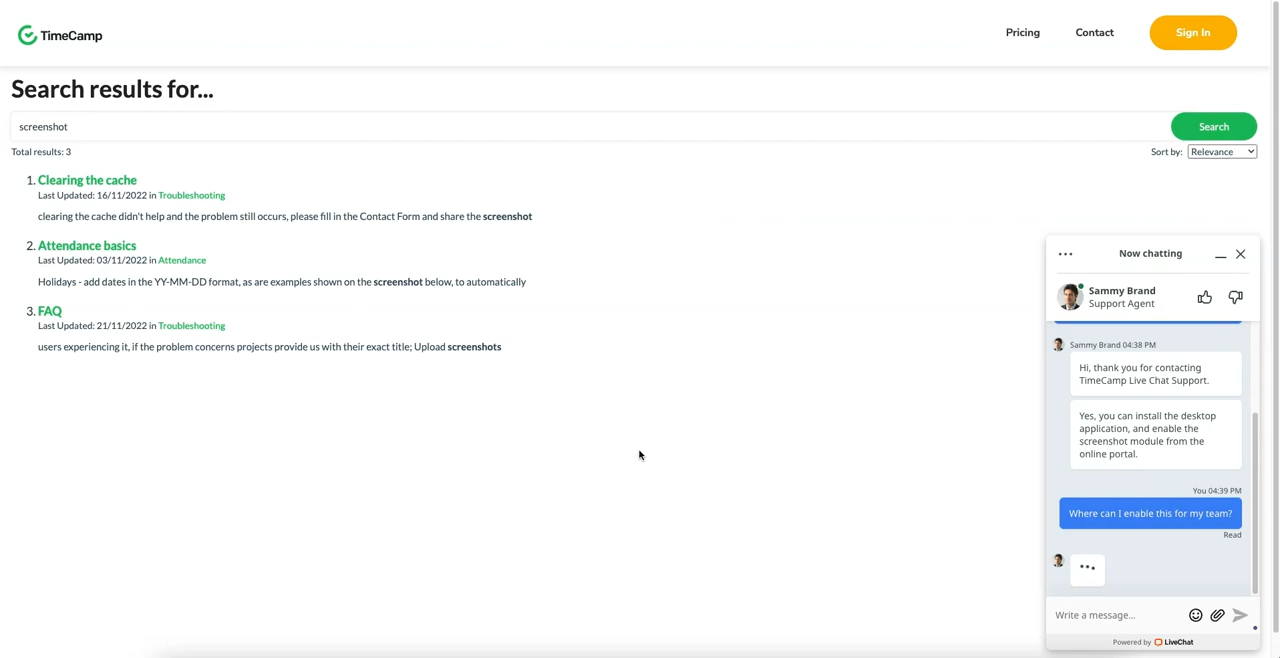 TimeCamp
Pricing
Contact
Sign In
Search results for...
screenshot
Search
Total results: 3
Sort by: Relevance
1. Clearing the cache
Last Updated: 16/11/2022 in Troubleshooting
clearing the cache didn't help and the problem still occurs, please fill in the Contact Form and share the screenshot
2. Attendance basics
Last Updated: 03/11/2022 in Attendance
Holidays - add dates in the YY-MM-DD format, as are examples shown on the screenshot below, to automatically
3. FAQ
Last Updated: 21/11/2022 in Troubleshooting
users experiencing it, if the problem concerns projects provide us with their exact title; Upload screenshots
Now chatting
Sammy Brand
Support Agent
Sammy Brand 04:38 PM
Hi, thank you for contacting
TimeCamp Live Chat Support.
Yes, you can install the desktop
application, and enable the
screenshot module from the
online portal.
You 04:39 PM
Where can I enable this for my team?
Read
Write a message...
Powered by LiveChat